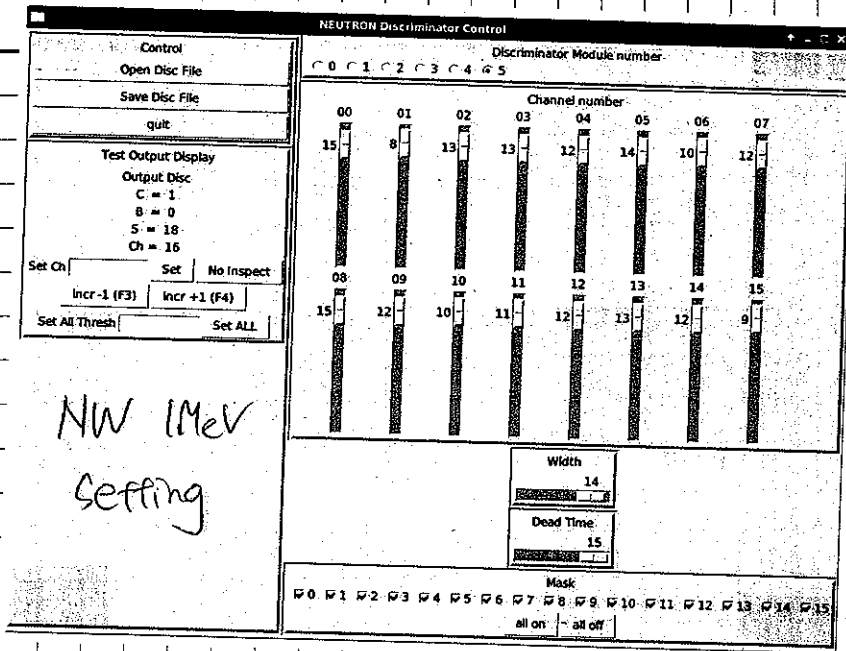 NEUTRON Discriminator Control
Control
Open Disc File
Save Disc File
quit
Test Output Display
Output Disc
C = 1
B = 0
S = 18
Ch = 16
Set Ch Set No Inspect
Incr -1 (F3) Incr +1 (F4)
Set All Thresh Set ALL
Discriminator Module number
0 1 2 3 4 5
Channel number
00 01 02 03 04 05 06 07
15 8 13 13 12 14 10 12
08 09 10 11 12 13 14 15
15 12 10 11 12 13 12 9
Width
14
Dead Time
15
Mask
0 1 2 3 4 5 6 7 8 9 10 11 12 13 14 15
all on all off
NW 1MeV
Setting